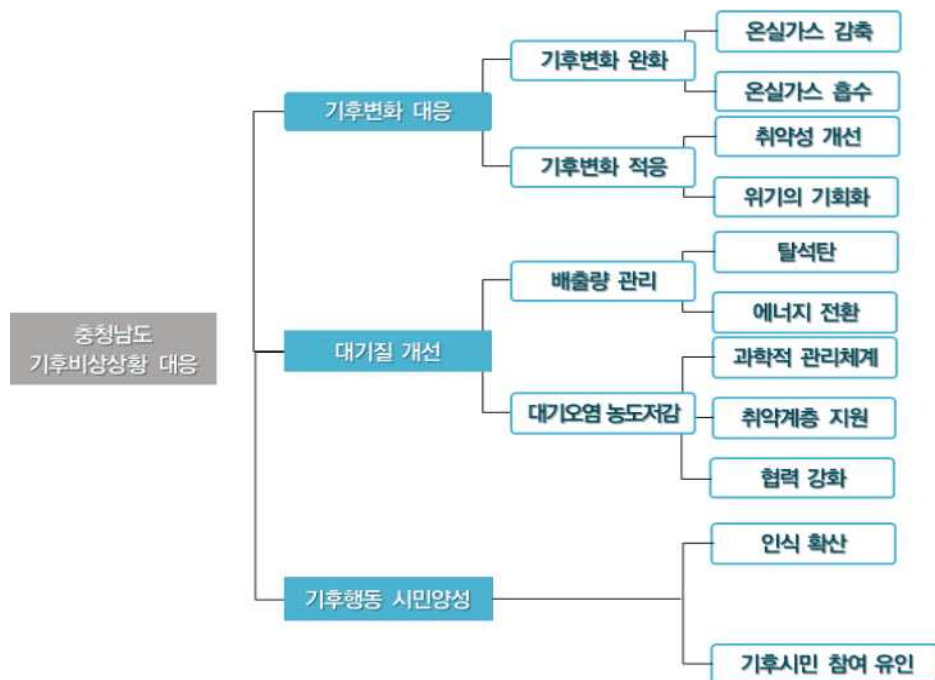 충청남도
기후비상상황 대응
기후변화 대응
기후변화 완화
온실가스 감축
온실가스 흡수
기후변화 적응
취약성 개선
위기의 기회화
대기질 개선
배출량 관리
탈석탄
에너지 전환
대기오염 농도저감
과학적 관리체계
취약계층 지원
협력 강화
기후행동 시민양성
인식 확산
기후시민 참여 유인